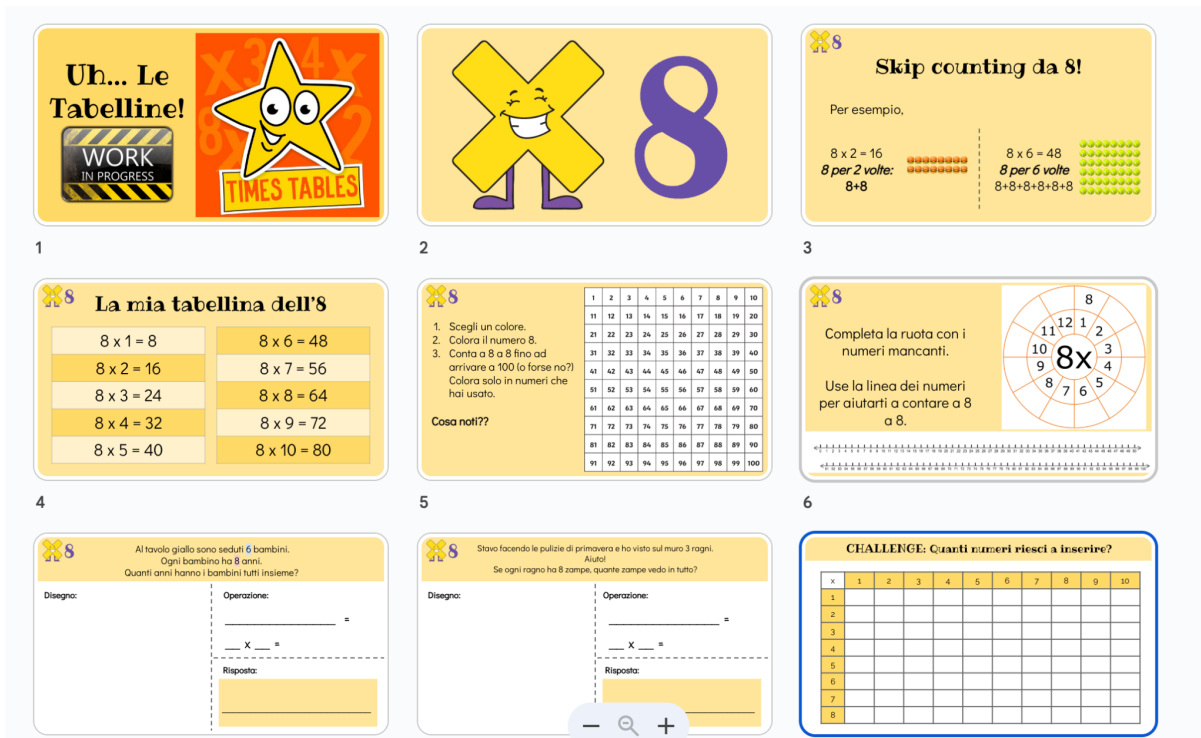 Uh... Le
Tabelline!
WORK
IN PROGRESS
x 3 4 x
8 2
TIMES TABLES
1
8
2
8
Skip counting da 8!
Per esempio,
8 x 2 = 16
8 per 2 volte:
8+8
8 x 6 = 48
8 per 6 volte
8+8+8+8+8+8
3
8
La mia tabellina dell'8
8 x 1 = 8
8 x 2 = 16
8 x 3 = 24
8 x 4 = 32
8 x 5 = 40
8 x 6 = 48
8 x 7 = 56
8 x 8 = 64
8 x 9 = 72
8 x 10 = 80
4
8
1. Scegli un colore.
2. Colora il numero 8.
3. Conta a 8 a 8 fino ad
arrivare a 100 (o forse no?)
Colora solo in numeri che
hai usato.
Cosa noti??
1 2 3 4 5 6 7 8 9 10
11 12 13 14 15 16 17 18 19 20
21 22 23 24 25 26 27 28 29 30
31 32 33 34 35 36 37 38 39 40
41 42 43 44 45 46 47 48 49 50
51 52 53 54 55 56 57 58 59 60
61 62 63 64 65 66 67 68 69 70
71 72 73 74 75 76 77 78 79 80
81 82 83 84 85 86 87 88 89 90
91 92 93 94 95 96 97 98 99 100
5
8
Completa la ruota con i
numeri mancanti.
Use la linea dei numeri
per aiutarti a contare a 8
a 8.
8
12 1
11 2
10 8x 3
9 4
8 7 6 5
6
8
Al tavolo giallo sono seduti 6 bambini.
Ogni bambino ha 8 anni.
Quanti anni hanno i bambini tutti insieme?
Disegno:
Operazione:
__________________ =
___ x ___ =
Risposta:
8
Stavo facendo le pulizie di primavera e ho visto sul muro 3 ragni.
Aiuto!
Se ogni ragno ha 8 zampe, quante zampe vedo in tutto?
Disegno:
Operazione:
__________________ =
___ x ___ =
Risposta:
CHALLENGE: Quanti numeri riesci a inserire?
x 1 2 3 4 5 6 7 8 9 10
1
2
3
4
5
6
7
8